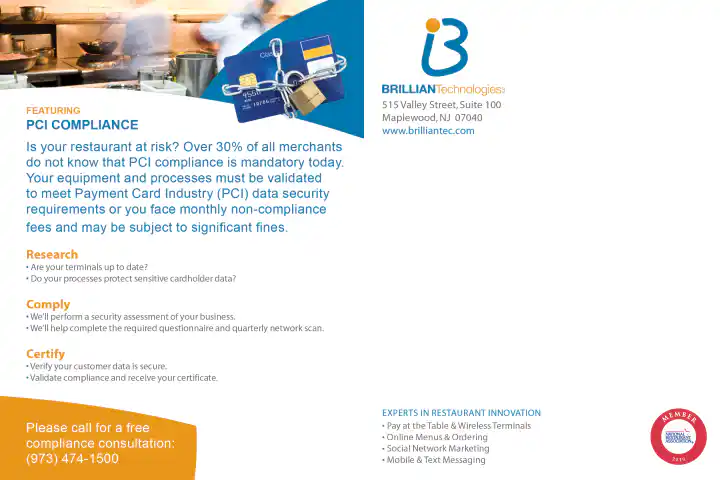 FEATURING
PCI COMPLIANCE
Is your restaurant at risk? Over 30% of all merchants
do not know that PCI compliance is mandatory today.
Your equipment and processes must be validated
to meet Payment Card Industry (PCI) data security
requirements or you face monthly non-compliance
fees and may be subject to significant fines.
Research
• Are your terminals up to date?
• Do your processes protect sensitive cardholder data?
Comply
• We'll perform a security assessment of your business.
• We'll help complete the required questionnaire and quarterly network scan.
Certify
• Verify your customer data is secure.
• Validate compliance and receive your certificate.
Please call for a free
compliance consultation:
(973) 474-1500
BRILLIANTechnologies
515 Valley Street, Suite 100
Maplewood, NJ 07040
www.brilliantec.com
EXPERTS IN RESTAURANT INNOVATION
• Pay at the Table & Wireless Terminals
• Online Menus & Ordering
• Social Network Marketing
• Mobile & Text Messaging
MEMBER
NATIONAL
RESTAURANT
ASSOCIATION